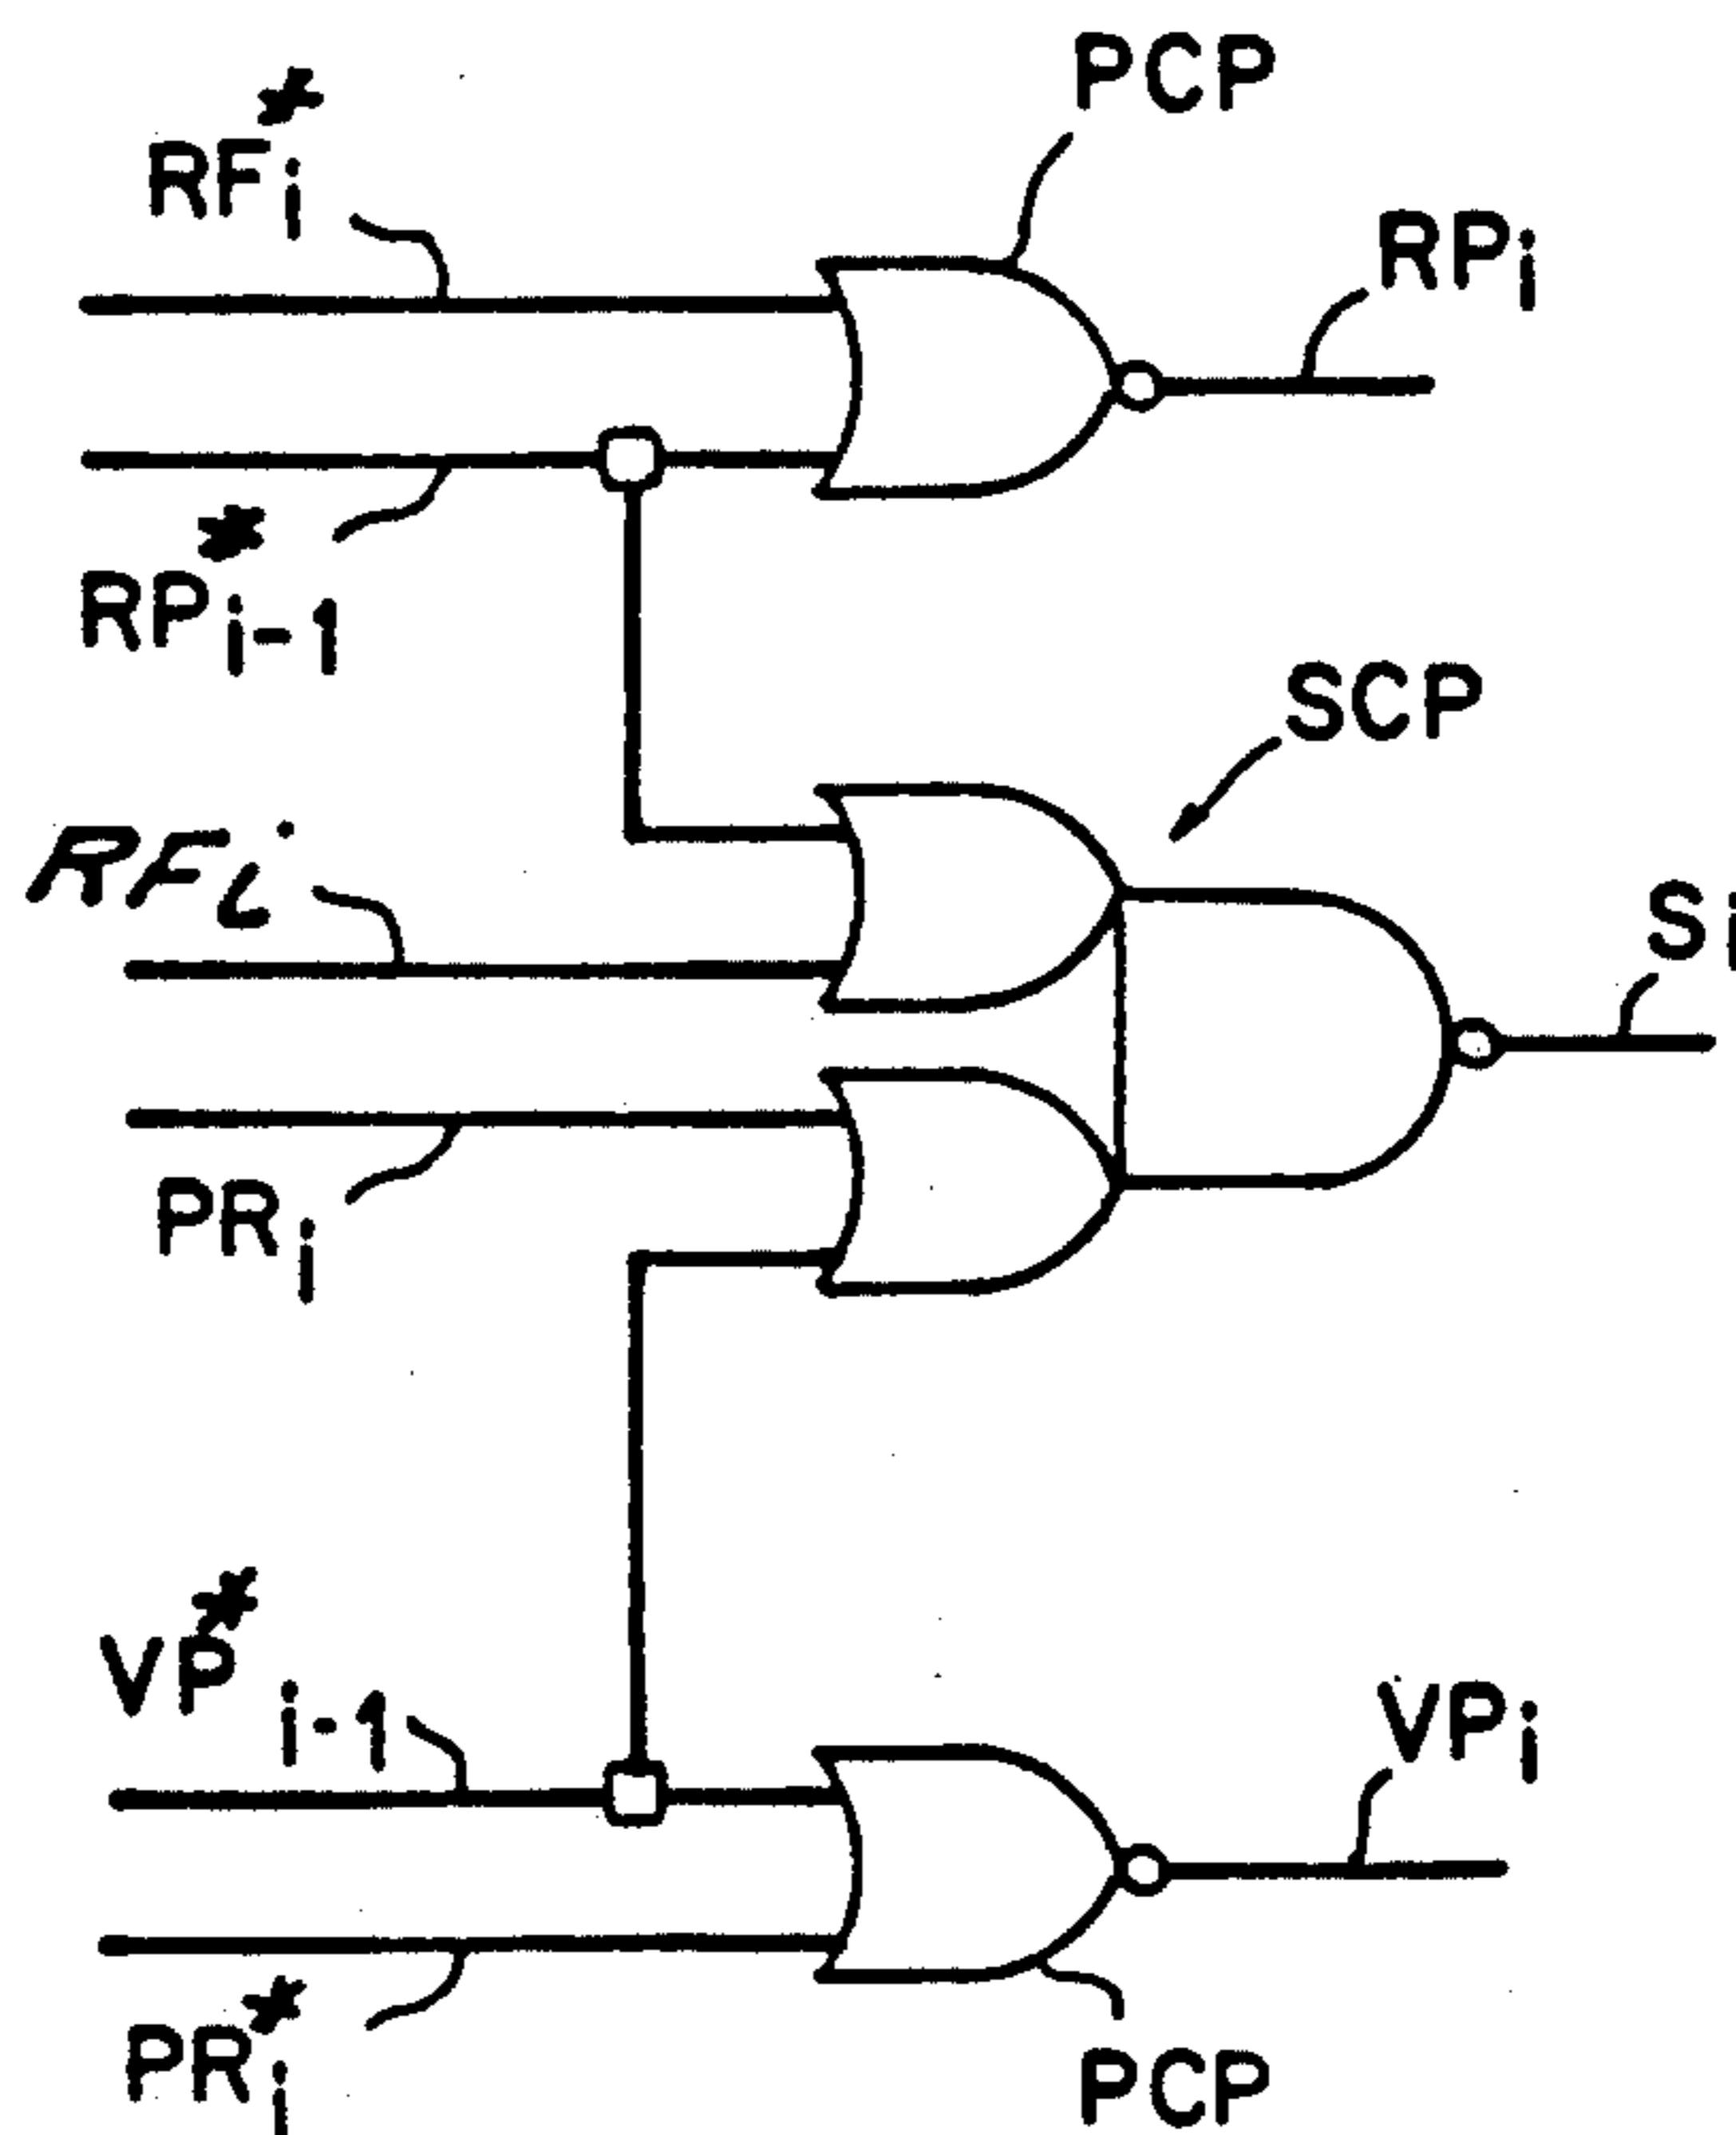 PCP
RF*i
RPi
RP*i-1
SCP
RFi
Si
PRi
VP*i-1
VPi
PR*i
PCP